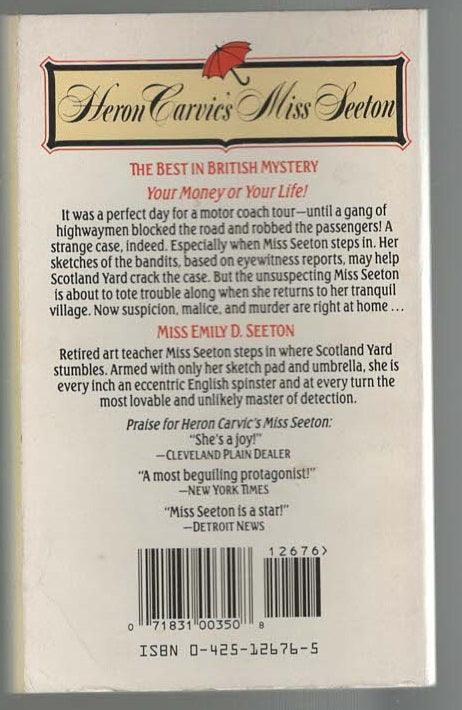 Heron Carvic's Miss Seeton
THE BEST IN BRITISH MYSTERY
Your Money or Your Life!
It was a perfect day for a motor coach tour—until a gang of
highwaymen blocked the road and robbed the passengers! A
strange case, indeed. Especially when Miss Seeton steps in. Her
sketches of the bandits, based on eyewitness reports, may help
Scotland Yard crack the case. But the unsuspecting Miss Seeton
is about to tote trouble along when she returns to her tranquil
village. Now suspicion, malice, and murder are right at home ...
MISS EMILY D. SEETON
Retired art teacher Miss Seeton steps in where Scotland Yard
stumbles. Armed with only her sketch pad and umbrella, she is
every inch an eccentric English spinster and at every turn the
most lovable and unlikely master of detection.
Praise for Heron Carvic's Miss Seeton:
"She's a joy!"
—CLEVELAND PLAIN DEALER
"A most beguiling protagonist!"
—NEW YORK TIMES
"Miss Seeton is a star!"
—DETROIT NEWS
12676>
0 71831 00350 8
ISBN 0-425-12676-5